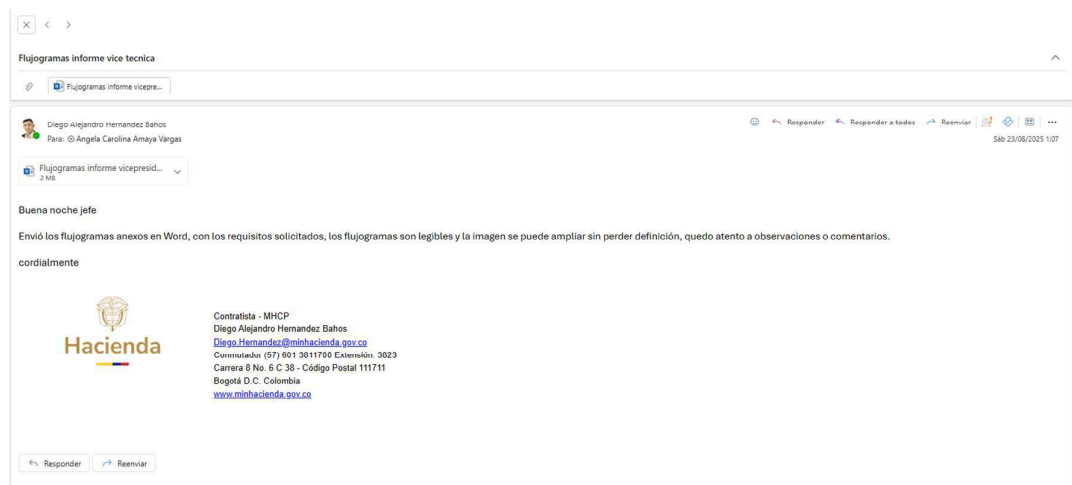 Flujogramas informe vice tecnica
Flujogramas informe vicepre...
Diego Alejandro Hernandez Bahos
Responder Responder a todos Reenviar
Para: Angela Carolina Amaya Vargas
Sáb 23/08/2025 1:07
Flujogramas informe vicepresid...
2 MB
Buena noche jefe
Envió los flujogramas anexos en Word, con los requisitos solicitados, los flujogramas son legibles y la imagen se puede ampliar sin perder definición, quedo atento a observaciones o comentarios.
cordialmente
Hacienda
Contratista - MHCP
Diego Alejandro Hernandez Bahos
Diego.Hernandez@minhacienda.gov.co
Conmutador (57) 601 3811700 Extensión. 3823
Carrera 8 No. 6 C 38 - Código Postal 111711
Bogotá D.C. Colombia
www.minhacienda.gov.co
Responder Reenviar